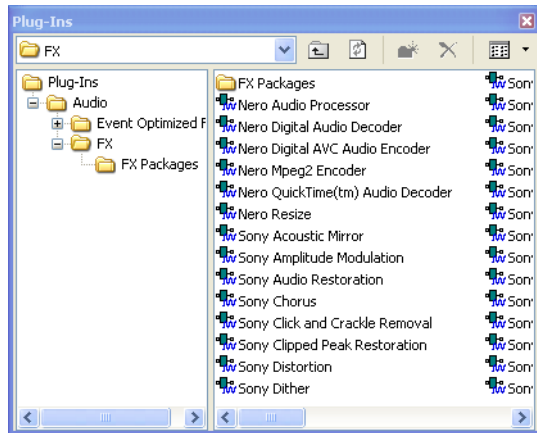 Plug-Ins
FX
Plug-Ins
Audio
Event Optimized F
FX
FX Packages
FX Packages
Nero Audio Processor
Nero Digital Audio Decoder
Nero Digital AVC Audio Encoder
Nero Mpeg2 Encoder
Nero QuickTime(tm) Audio Decoder
Nero Resize
Sony Acoustic Mirror
Sony Amplitude Modulation
Sony Audio Restoration
Sony Chorus
Sony Click and Crackle Removal
Sony Clipped Peak Restoration
Sony Distortion
Sony Dither